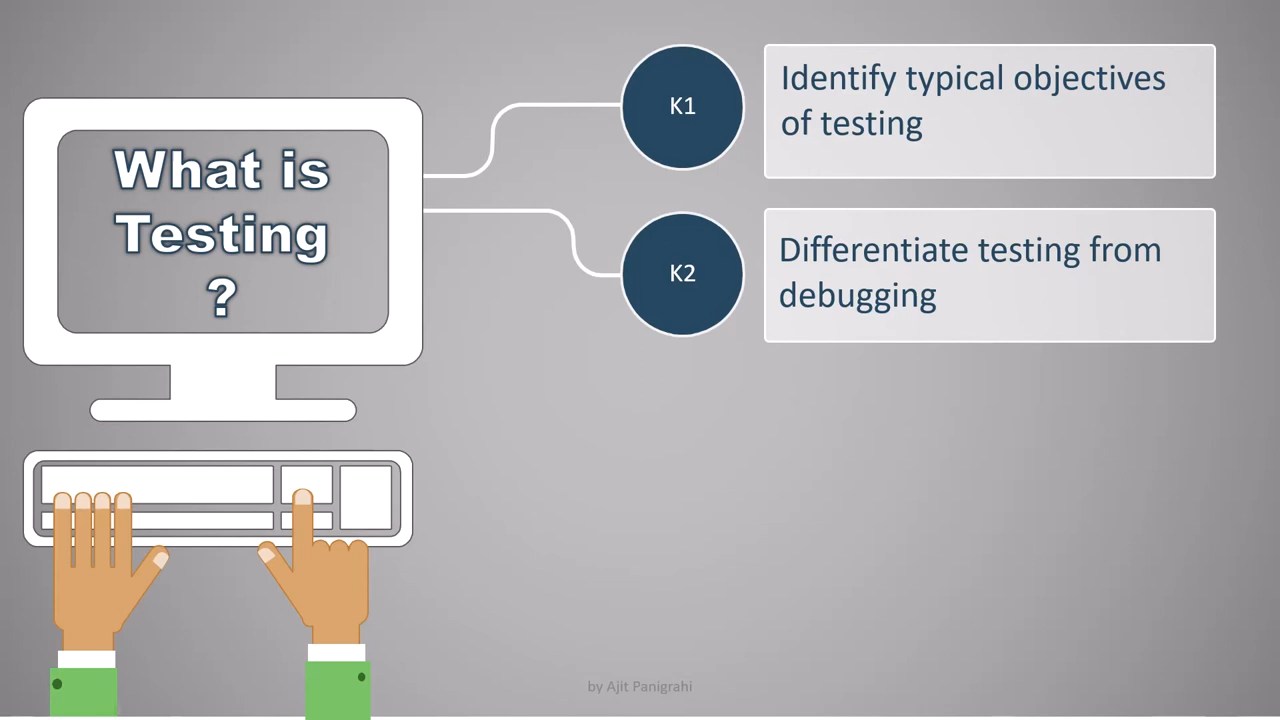 What is
Testing
?
K1
Identify typical objectives
of testing
K2
Differentiate testing from
debugging
by Ajit Panigrahi